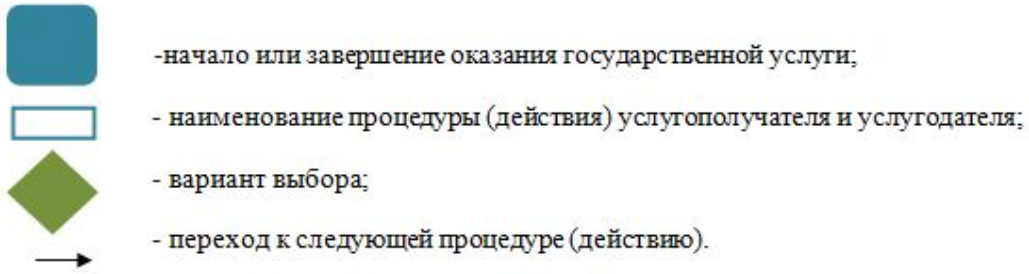 -начало или завершение оказания государственной услуги;
- наименование процедуры (действия) услугополучателя и услугодателя;
- вариант выбора;
- переход к следующей процедуре (действию).